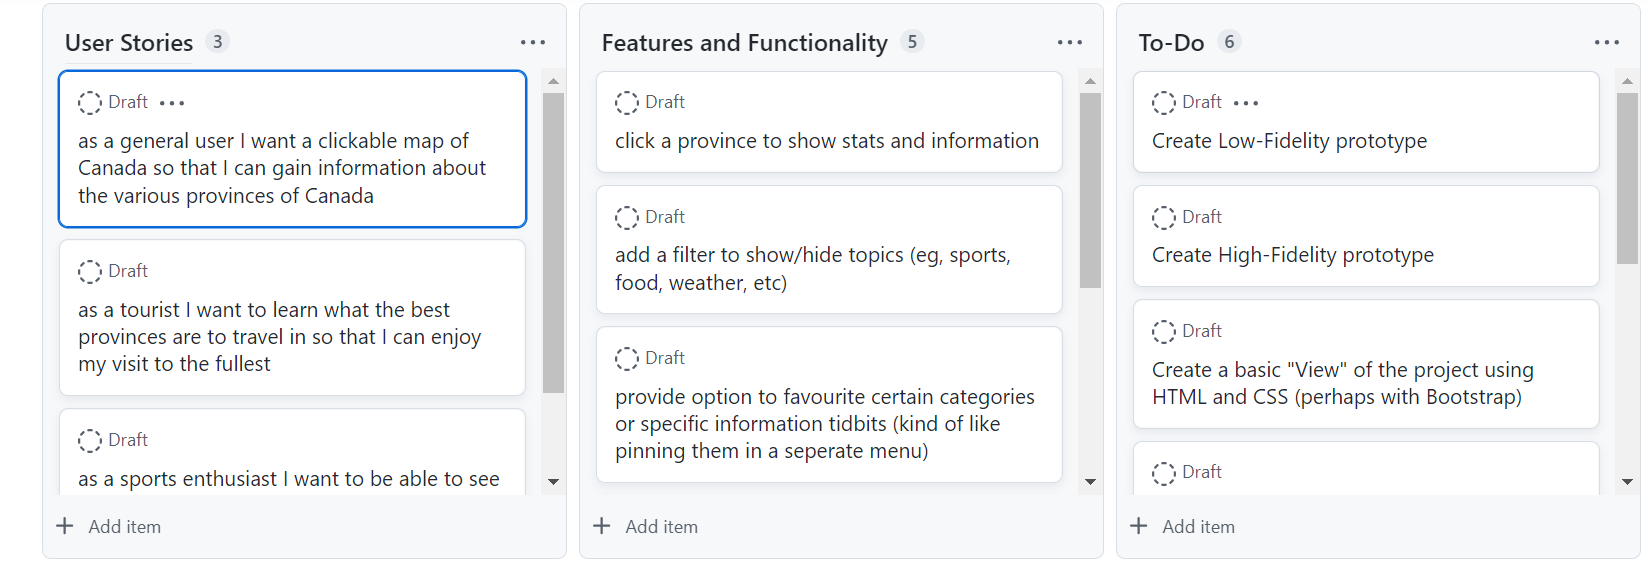 User Stories 3
Draft
as a general user I want a clickable map of
Canada so that I can gain information about
the various provinces of Canada
Draft
as a tourist I want to learn what the best
provinces are to travel in so that I can enjoy
my visit to the fullest
Draft
as a sports enthusiast I want to be able to see
Add item
Features and Functionality 5
Draft
click a province to show stats and information
Draft
add a filter to show/hide topics (eg, sports,
food, weather, etc)
Draft
provide option to favourite certain categories
or specific information tidbits (kind of like
pinning them in a seperate menu)
Add item
To-Do 6
Draft
Create Low-Fidelity prototype
Draft
Create High-Fidelity prototype
Draft
Create a basic "View" of the project using
HTML and CSS (perhaps with Bootstrap)
Draft
Add item